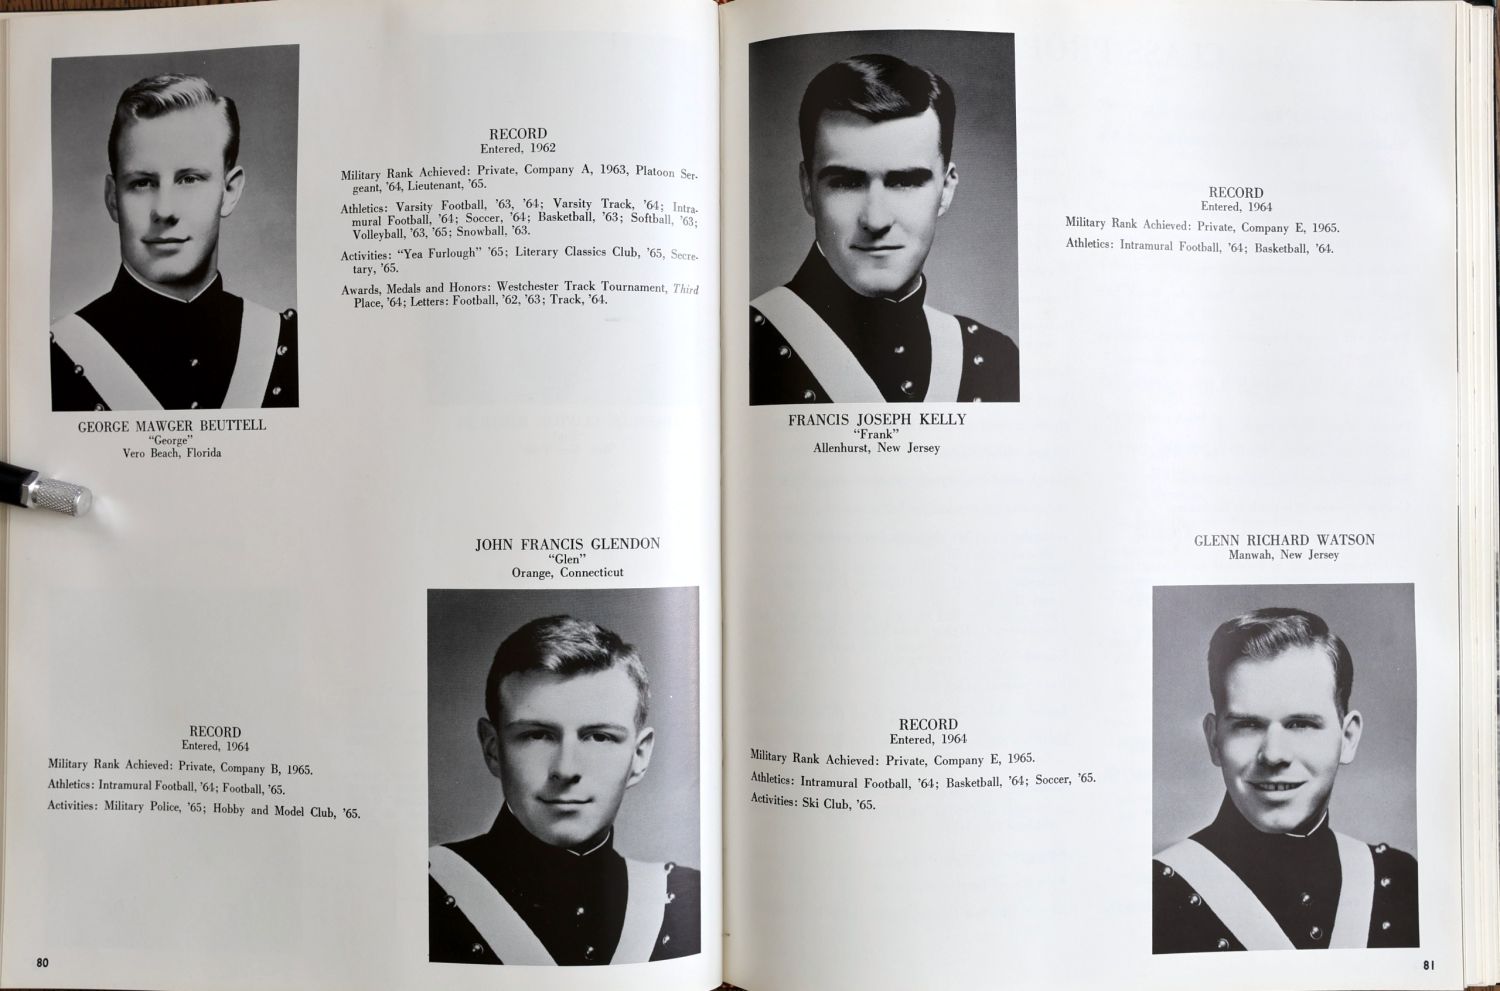 RECORD
Entered, 1962
Military Rank Achieved: Private, Company A, 1963, Platoon Ser-
geant, '64, Lieutenant, '65.
Athletics: Varsity Football, '63, '64; Varsity Track, '64; Intra-
mural Football, '64; Soccer, '64; Basketball, '63; Softball, '63;
Volleyball, '63, '65; Snowball, '63.
Activities: "Yea Furlough" '65; Literary Classics Club, '65, Secre-
tary, '65.
Awards, Medals and Honors: Westchester Track Tournament, Third
Place, '64; Letters: Football, '62, '63; Track, '64.
GEORGE MAWGER BEUTTELL
"George"
Vero Beach, Florida
JOHN FRANCIS GLENDON
"Glen"
Orange, Connecticut
RECORD
Entered, 1964
Military Rank Achieved: Private, Company B, 1965.
Athletics: Intramural Football, '64; Football, '65.
Activities: Military Police, '65; Hobby and Model Club, '65.
80
RECORD
Entered, 1964
Military Rank Achieved: Private, Company E, 1965.
Athletics: Intramural Football, '64; Basketball, '64.
FRANCIS JOSEPH KELLY
"Frank"
Allenhurst, New Jersey
GLENN RICHARD WATSON
Manwah, New Jersey
RECORD
Entered, 1964
Military Rank Achieved: Private, Company E, 1965.
Athletics: Intramural Football, '64; Basketball, '64; Soccer, '65.
Activities: Ski Club, '65.
81